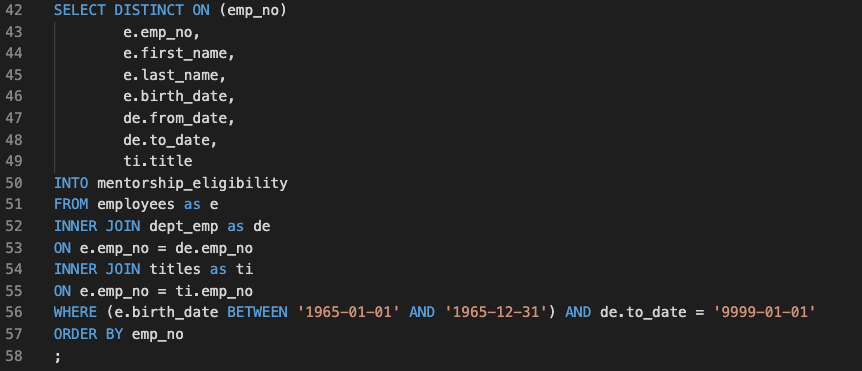 42 SELECT DISTINCT ON (emp_no)
43 e.emp_no,
44 e.first_name,
45 e.last_name,
46 e.birth_date,
47 de.from_date,
48 de.to_date,
49 ti.title
50 INTO mentorship_eligibility
51 FROM employees as e
52 INNER JOIN dept_emp as de
53 ON e.emp_no = de.emp_no
54 INNER JOIN titles as ti
55 ON e.emp_no = ti.emp_no
56 WHERE (e.birth_date BETWEEN '1965-01-01' AND '1965-12-31') AND de.to_date = '9999-01-01'
57 ORDER BY emp_no
58 ;